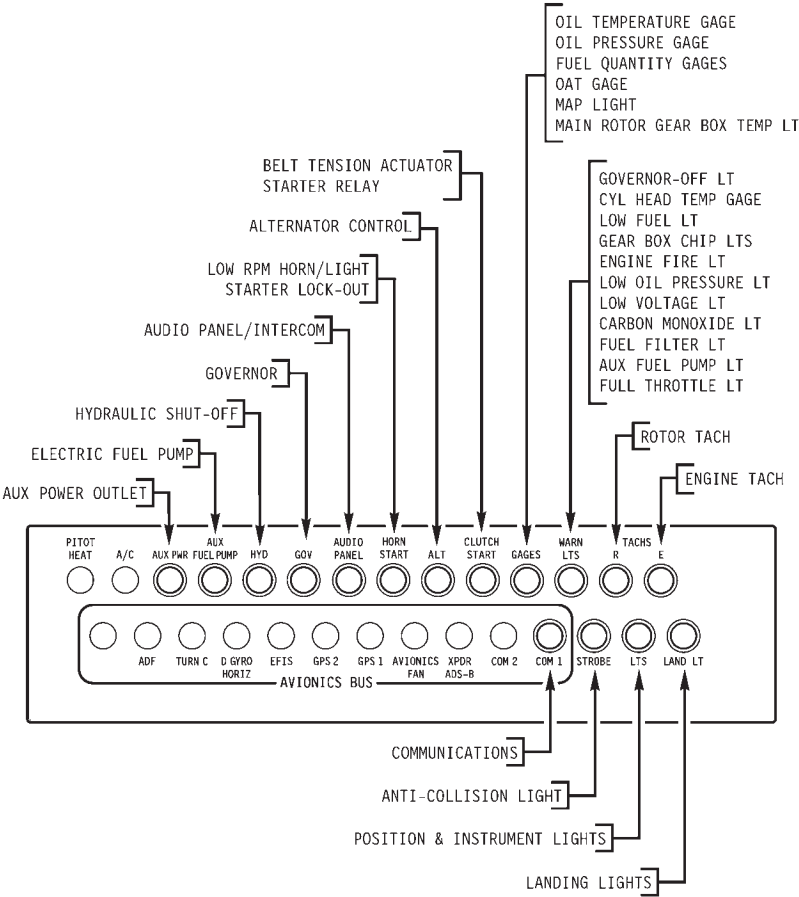 OIL TEMPERATURE GAGE
OIL PRESSURE GAGE
FUEL QUANTITY GAGES
OAT GAGE
MAP LIGHT
MAIN ROTOR GEAR BOX TEMP LT
BELT TENSION ACTUATOR
STARTER RELAY
GOVERNOR-OFF LT
CYL HEAD TEMP GAGE
LOW FUEL LT
GEAR BOX CHIP LTS
ENGINE FIRE LT
LOW OIL PRESSURE LT
LOW VOLTAGE LT
CARBON MONOXIDE LT
FUEL FILTER LT
AUX FUEL PUMP LT
FULL THROTTLE LT
ALTERNATOR CONTROL
LOW RPM HORN/LIGHT
STARTER LOCK-OUT
AUDIO PANEL/INTERCOM
GOVERNOR
HYDRAULIC SHUT-OFF
ROTOR TACH
ELECTRIC FUEL PUMP
ENGINE TACH
AUX POWER OUTLET
PITOT HEAT
A/C
AUX PWR
AUX FUEL PUMP
HYD
GOV
AUDIO PANEL
HORN START
ALT
CLUTCH START
GAGES
WARN LTS
TACHS
R
E
ADF
TURN C
D GYRO HORIZ
EFIS
GPS 2
GPS 1
AVIONICS FAN
XPDR ADS-B
COM 2
COM 1
STROBE
LTS
LAND LT
AVIONICS BUS
COMMUNICATIONS
ANTI-COLLISION LIGHT
POSITION & INSTRUMENT LIGHTS
LANDING LIGHTS